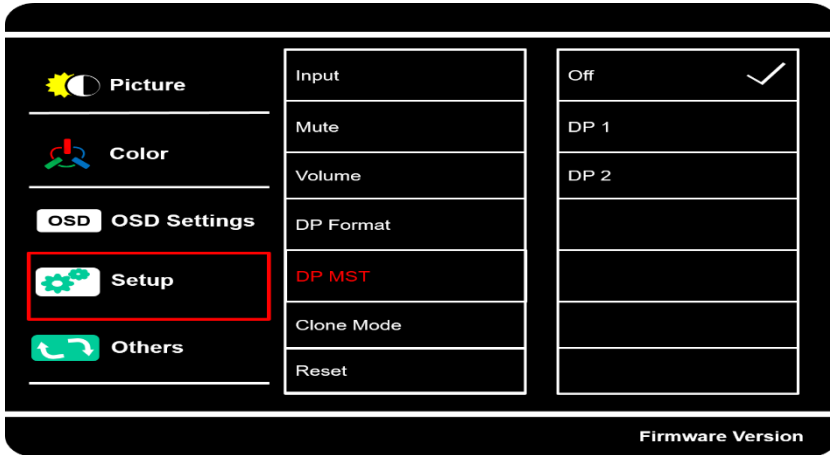 Picture
Color
OSD OSD Settings
Setup
Others
Input
Mute
Volume
DP Format
DP MST
Clone Mode
Reset
Off
DP 1
DP 2
Firmware Version